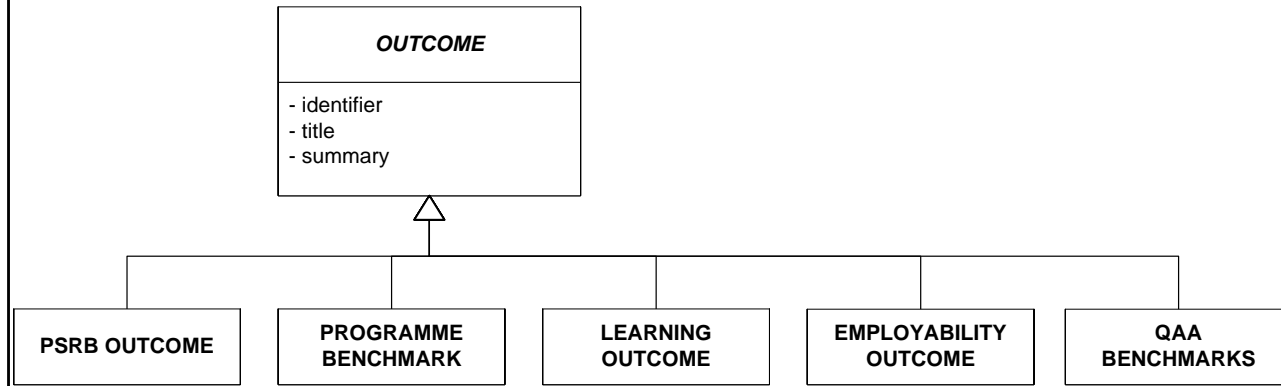 OUTCOME
- identifier
- title
- summary
PSRB OUTCOME
PROGRAMME
BENCHMARK
LEARNING
OUTCOME
EMPLOYABILITY
OUTCOME
QAA
BENCHMARKS